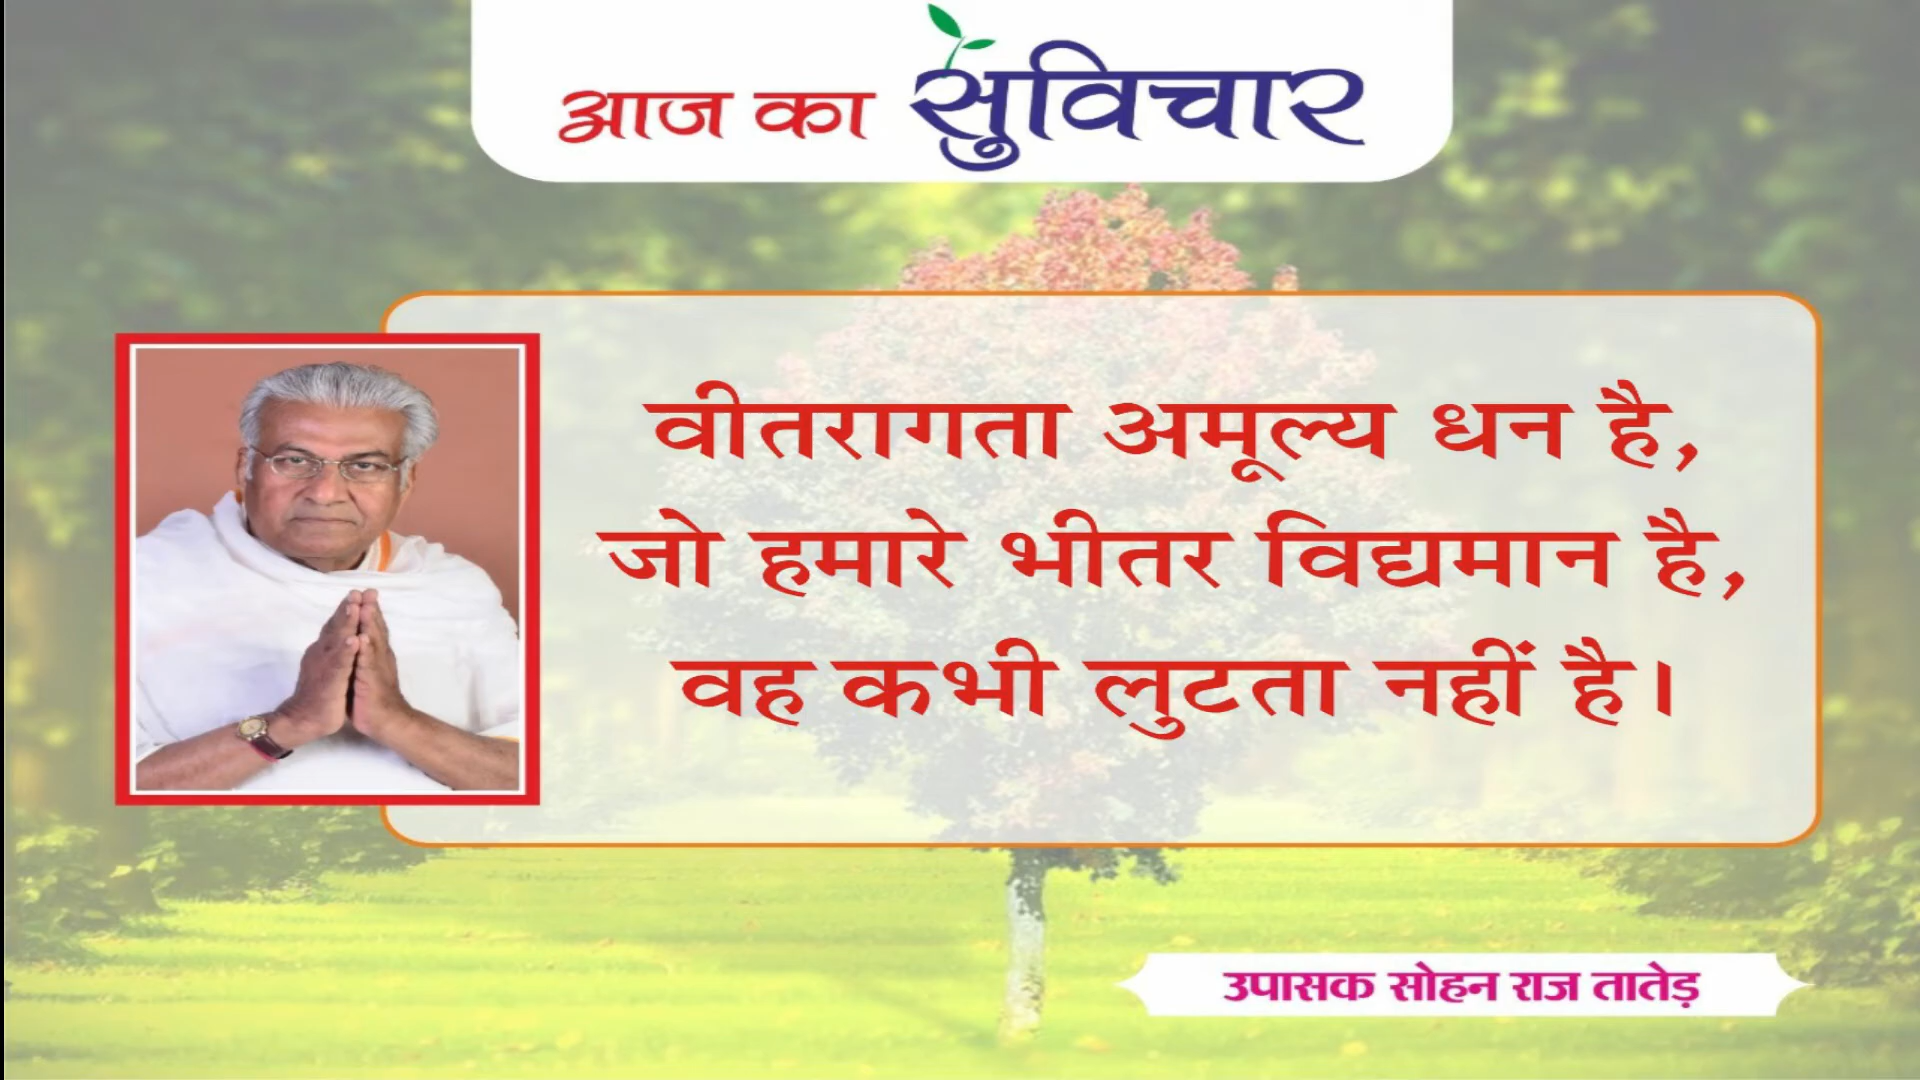 आज का सुविचार
वीतरागता अमूल्य धन है,
जो हमारे भीतर विद्यमान है,
वह कभी लुटता नहीं है।
उपासक सोहन राज तातेड़